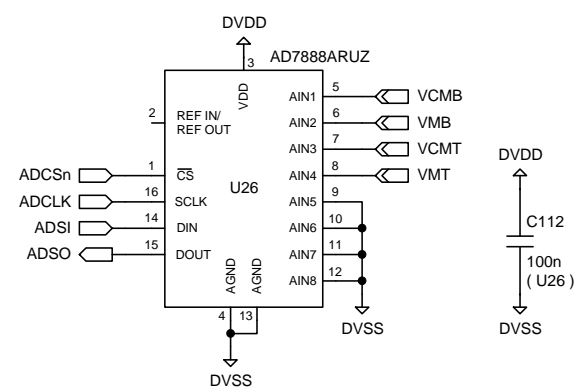 DVDD
AD7888ARUZ
3
VDD
2
REF IN/
REF OUT
AIN1
5
VCMB
AIN2
6
VMB
AIN3
7
VCMT
AIN4
8
VMT
ADCSn
1
CS
ADCLK
16
SCLK
U26
ADSI
14
DIN
ADSO
15
DOUT
AIN5
9
AIN6
10
AIN7
11
AIN8
12
AGND
AGND
4
13
DVSS
DVSS
DVDD
C112
100n
( U26 )
DVSS